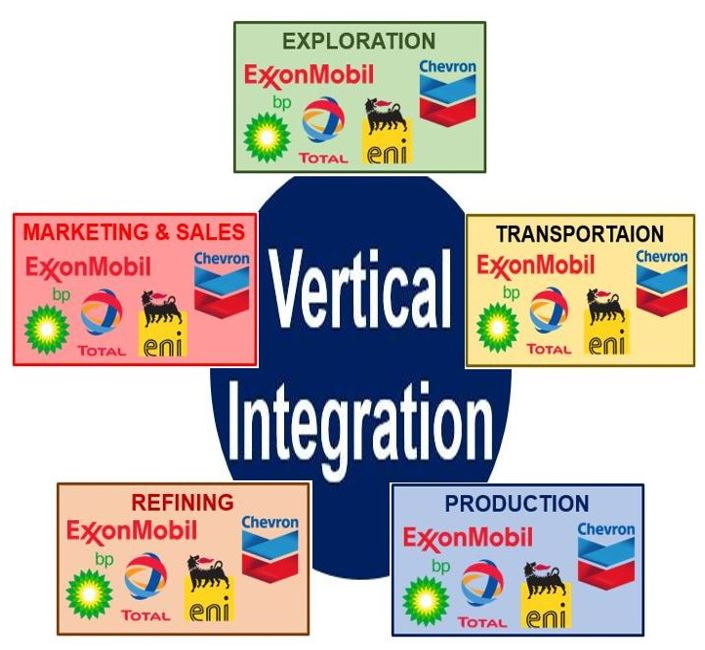 EXPLORATION
ExxonMobil
Chevron
bp
TOTAL
eni
MARKETING & SALES
ExxonMobil
Chevron
bp
TOTAL
eni
Vertical
Integration
TRANSPORTAION
ExxonMobil
Chevron
bp
TOTAL
eni
REFINING
ExxonMobil
Chevron
bp
TOTAL
eni
PRODUCTION
ExxonMobil
Chevron
bp
TOTAL
eni